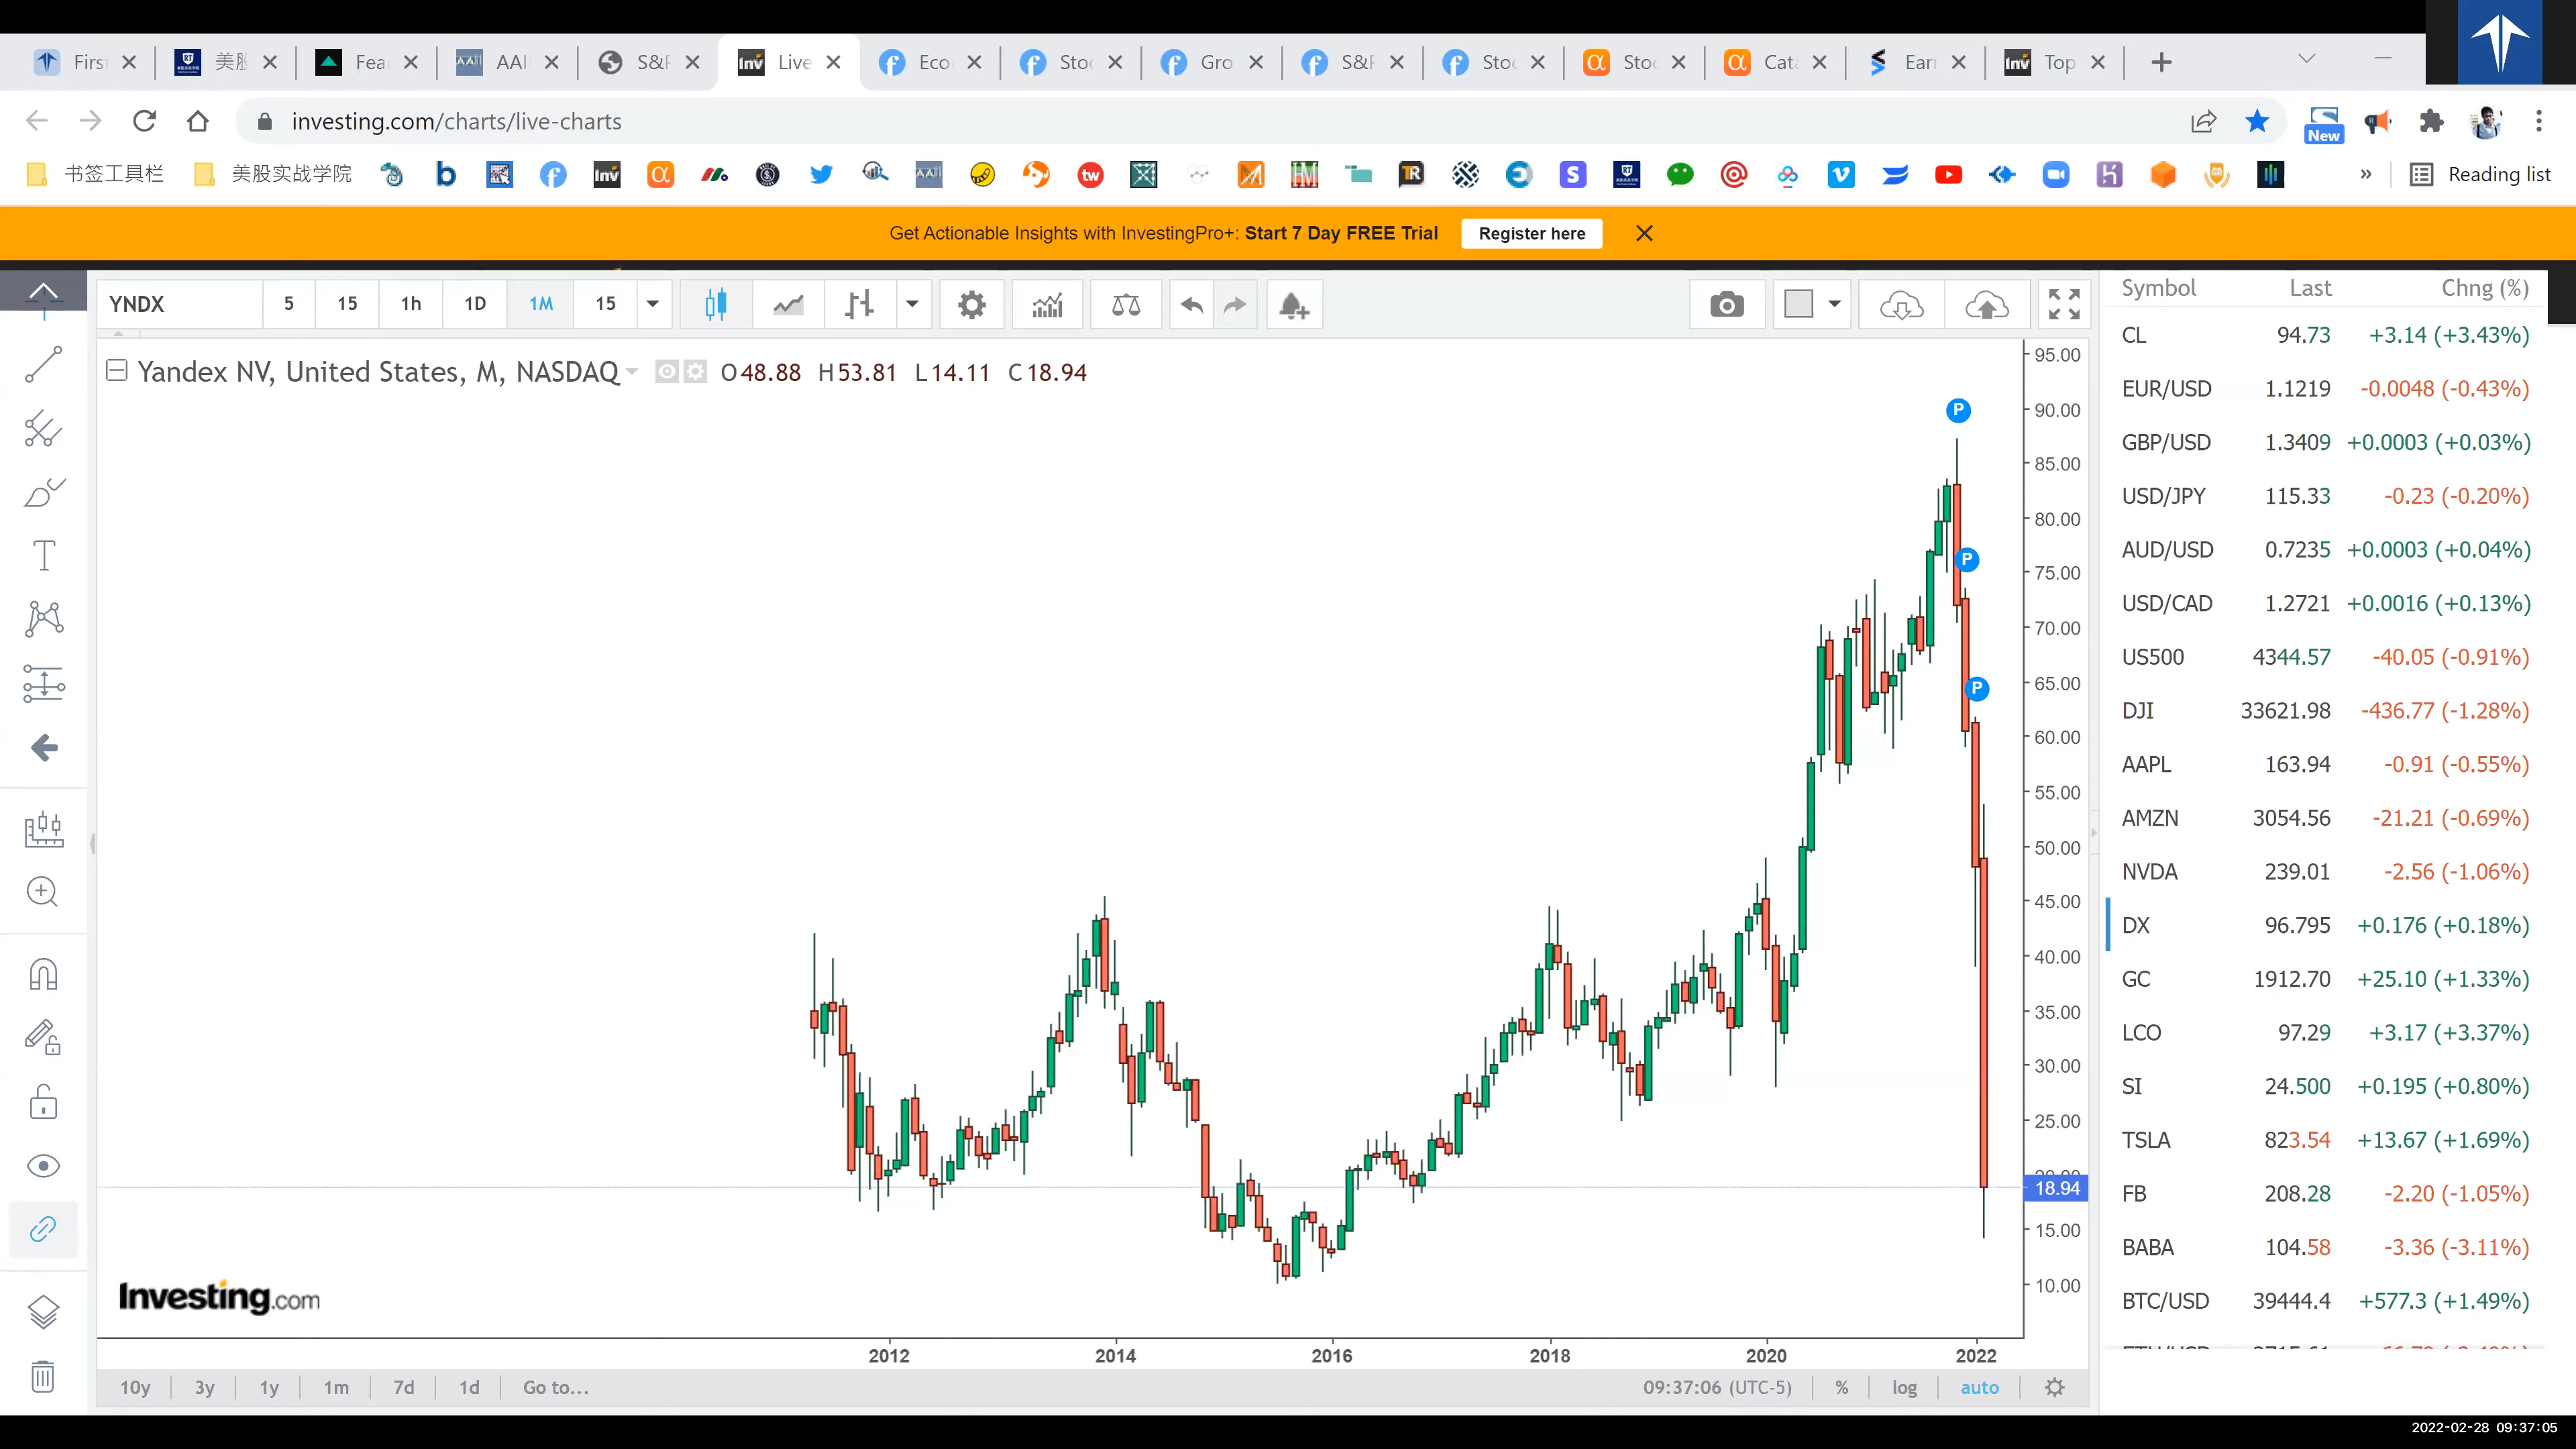 Firs 美股 Fear AAI S&P Live Eco Stoc Gro S&P Stoc Stoc Cata Earn Top
investing.com/charts/live-charts
New
书签工具栏 美股实战学院 Reading list
Get Actionable Insights with InvestingPro+: Start 7 Day FREE Trial Register here
YNDX 5 15 1h 1D 1M 15
Yandex NV, United States, M, NASDAQ O48.88 H53.81 L14.11 C18.94
95.00
90.00
85.00
80.00
75.00
70.00
65.00
60.00
55.00
50.00
45.00
40.00
35.00
30.00
25.00
20.00
18.94
15.00
10.00
P
P
P
Investing.com
2012 2014 2016 2018 2020 2022
10y 3y 1y 1m 7d 1d Go to... 09:37:06 (UTC-5) % log auto
Symbol Last Chng (%)
CL 94.73 +3.14 (+3.43%)
EUR/USD 1.1219 -0.0048 (-0.43%)
GBP/USD 1.3409 +0.0003 (+0.03%)
USD/JPY 115.33 -0.23 (-0.20%)
AUD/USD 0.7235 +0.0003 (+0.04%)
USD/CAD 1.2721 +0.0016 (+0.13%)
US500 4344.57 -40.05 (-0.91%)
DJI 33621.98 -436.77 (-1.28%)
AAPL 163.94 -0.91 (-0.55%)
AMZN 3054.56 -21.21 (-0.69%)
NVDA 239.01 -2.56 (-1.06%)
DX 96.795 +0.176 (+0.18%)
GC 1912.70 +25.10 (+1.33%)
LCO 97.29 +3.17 (+3.37%)
SI 24.500 +0.195 (+0.80%)
TSLA 823.54 +13.67 (+1.69%)
FB 208.28 -2.20 (-1.05%)
BABA 104.58 -3.36 (-3.11%)
BTC/USD 39444.4 +577.3 (+1.49%)
2022-02-28 09:37:05